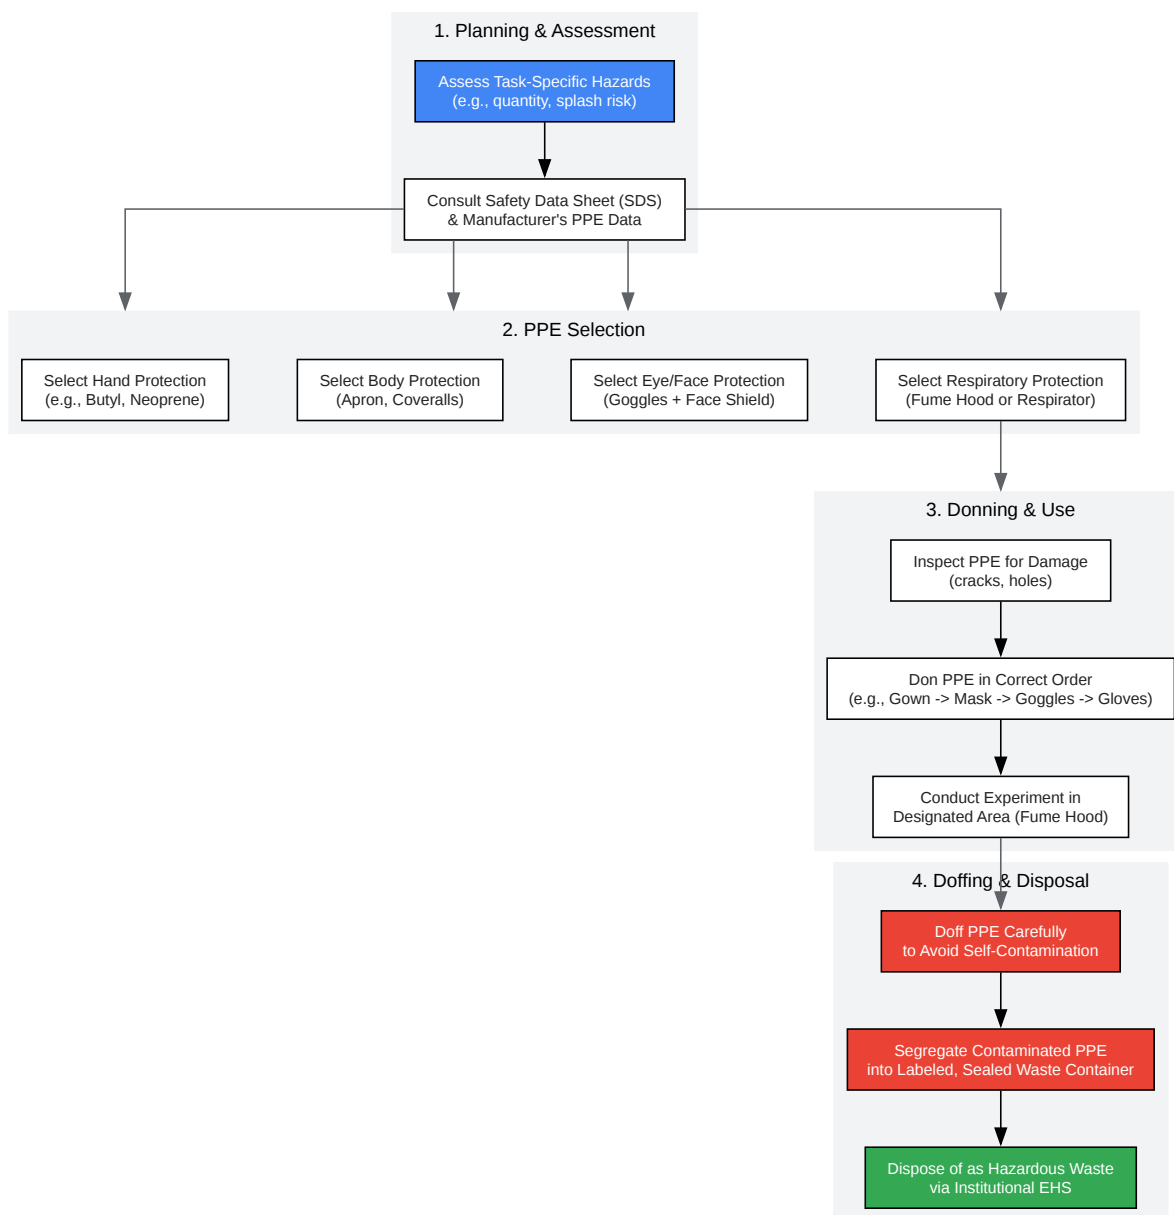 1. Planning & Assessment
Assess Task-Specific Hazards
(e.g., quantity, splash risk)
Consult Safety Data Sheet (SDS)
& Manufacturer's PPE Data
2. PPE Selection
Select Hand Protection
(e.g., Butyl, Neoprene)
Select Body Protection
(Apron, Coveralls)
Select Eye/Face Protection
(Goggles + Face Shield)
Select Respiratory Protection
(Fume Hood or Respirator)
3. Donning & Use
Inspect PPE for Damage
(cracks, holes)
Don PPE in Correct Order
(e.g., Gown -> Mask -> Goggles -> Gloves)
Conduct Experiment in
Designated Area (Fume Hood)
4. Doffing & Disposal
Doff PPE Carefully
to Avoid Self-Contamination
Segregate Contaminated PPE
into Labeled, Sealed Waste Container
Dispose of as Hazardous Waste
via Institutional EHS